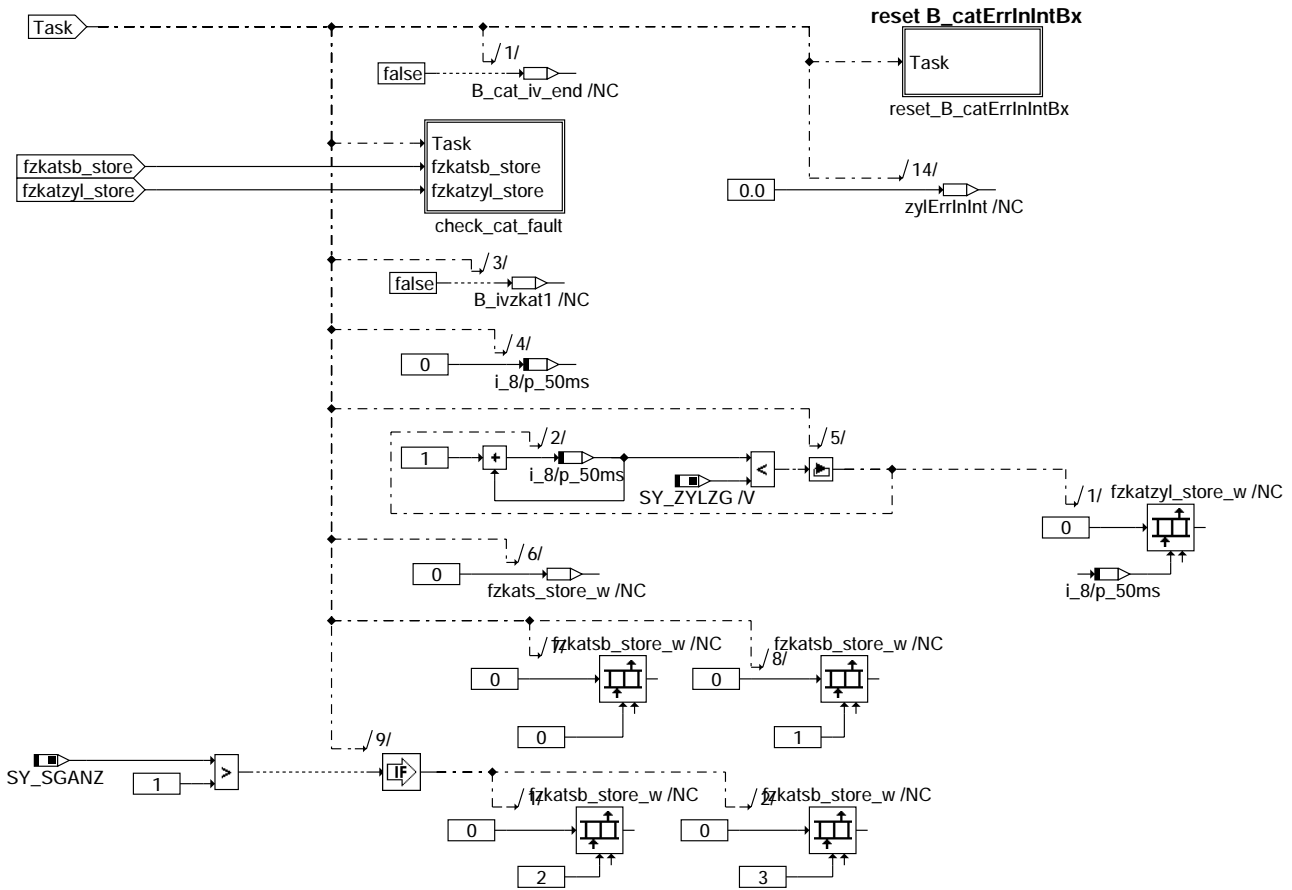 reset B_catErrInIntBx
Task
/1/
Task
false
B_cat_iv_end /NC
reset_B_catErrInIntBx
Task
fzkatsb_store
fzkatsb_store
fzkatzyl_store
fzkatzyl_store
check_cat_fault
/14/
0.0
zylErrInInt /NC
/3/
false
B_ivzkat1 /NC
/4/
0
i_8/p_50ms
/2/
/5/
1
+
i_8/p_50ms
<
SY_ZYLZG /V
/1/
fzkatzyl_store_w /NC
0
i_8/p_50ms
/6/
0
fzkats_store_w /NC
/7/
fzkatsb_store_w /NC
/8/
fzkatsb_store_w /NC
0
0
0
1
/9/
SY_SGANZ
1
>
IF
/1/
fzkatsb_store_w /NC
/2/
fzkatsb_store_w /NC
0
0
2
3